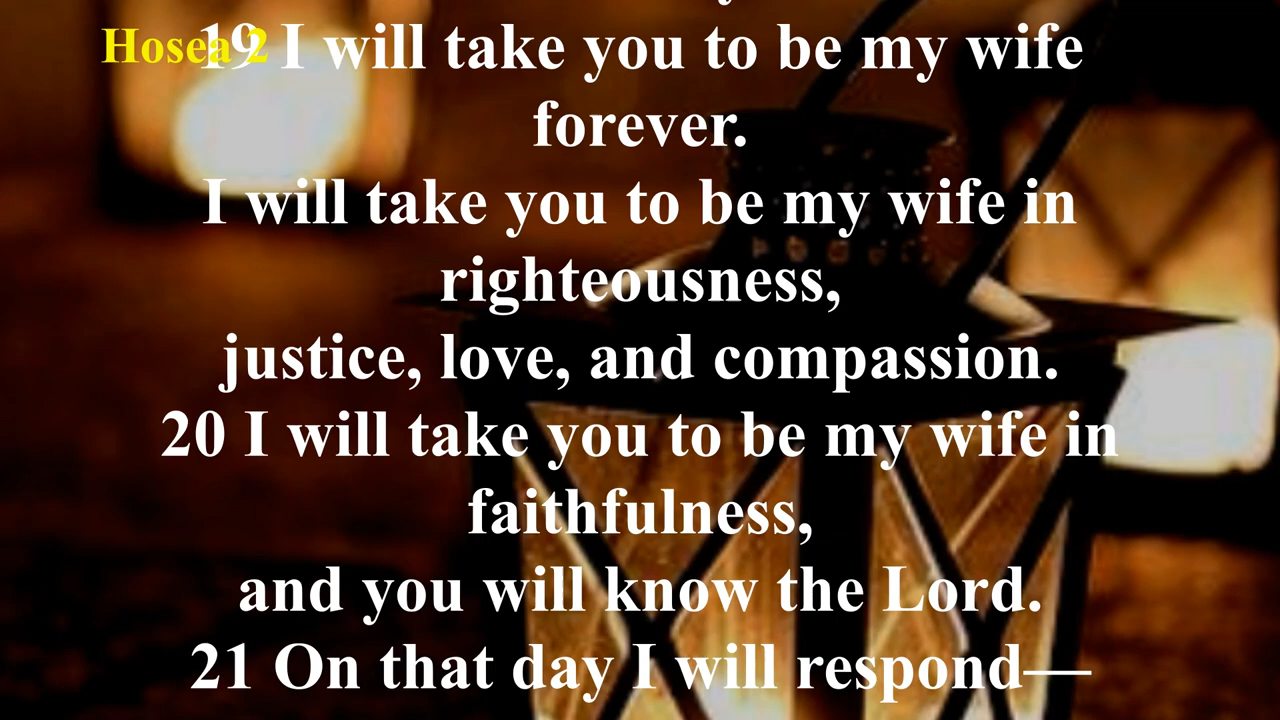 Hosea 2
19 I will take you to be my wife
forever.
I will take you to be my wife in
righteousness,
justice, love, and compassion.
20 I will take you to be my wife in
faithfulness,
and you will know the Lord.
21 On that day I will respond—